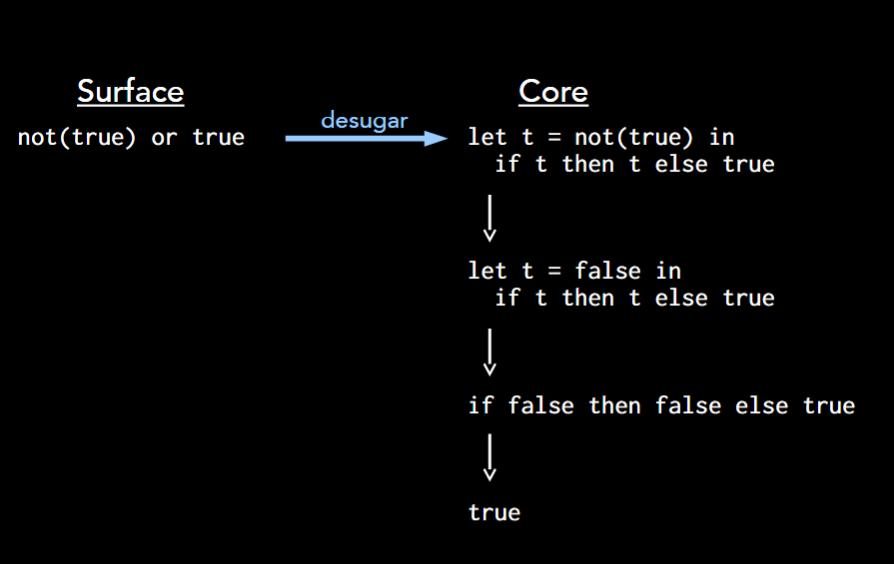 Surface
not(true) or true
desugar
Core
let t = not(true) in
if t then t else true
let t = false in
if t then t else true
if false then false else true
true